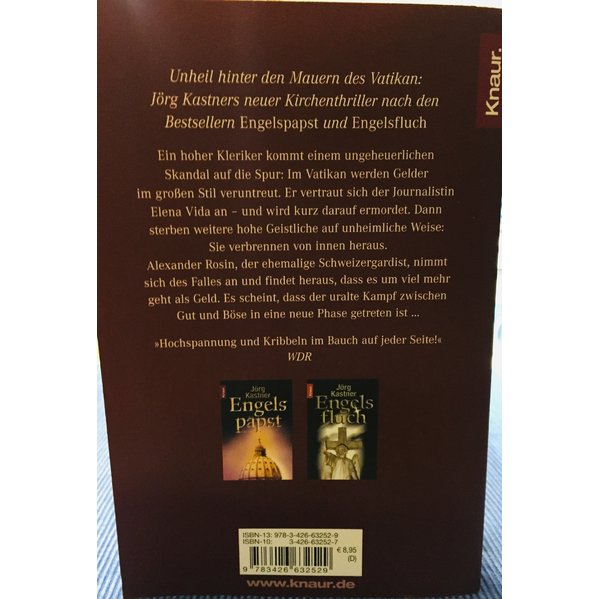 Knaur.
Unheil hinter den Mauern des Vatikan:
Jörg Kastners neuer Kirchenthriller nach den
Bestsellern Engelspapst und Engelsfluch
Ein hoher Kleriker kommt einem ungeheuerlichen
Skandal auf die Spur: Im Vatikan werden Gelder
im großen Stil veruntreut. Er vertraut sich der Journalistin
Elena Vida an – und wird kurz darauf ermordet. Dann
sterben weitere hohe Geistliche auf unheimliche Weise:
Sie verbrennen von innen heraus.
Alexander Rosin, der ehemalige Schweizergardist, nimmt
sich des Falles an und findet heraus, dass es um viel mehr
geht als Geld. Es scheint, dass der uralte Kampf zwischen
Gut und Böse in eine neue Phase getreten ist ...
»Hochspannung und Kribbeln im Bauch auf jeder Seite!«
WDR
Jörg
Kastner
Engels
papst
Jörg
Kastner
Engels
fluch
ISBN-13: 978-3-426-63252-9
ISBN-10: 3-426-63252-7
€ 8,95
(D)
9 783426 632529
www.knaur.de